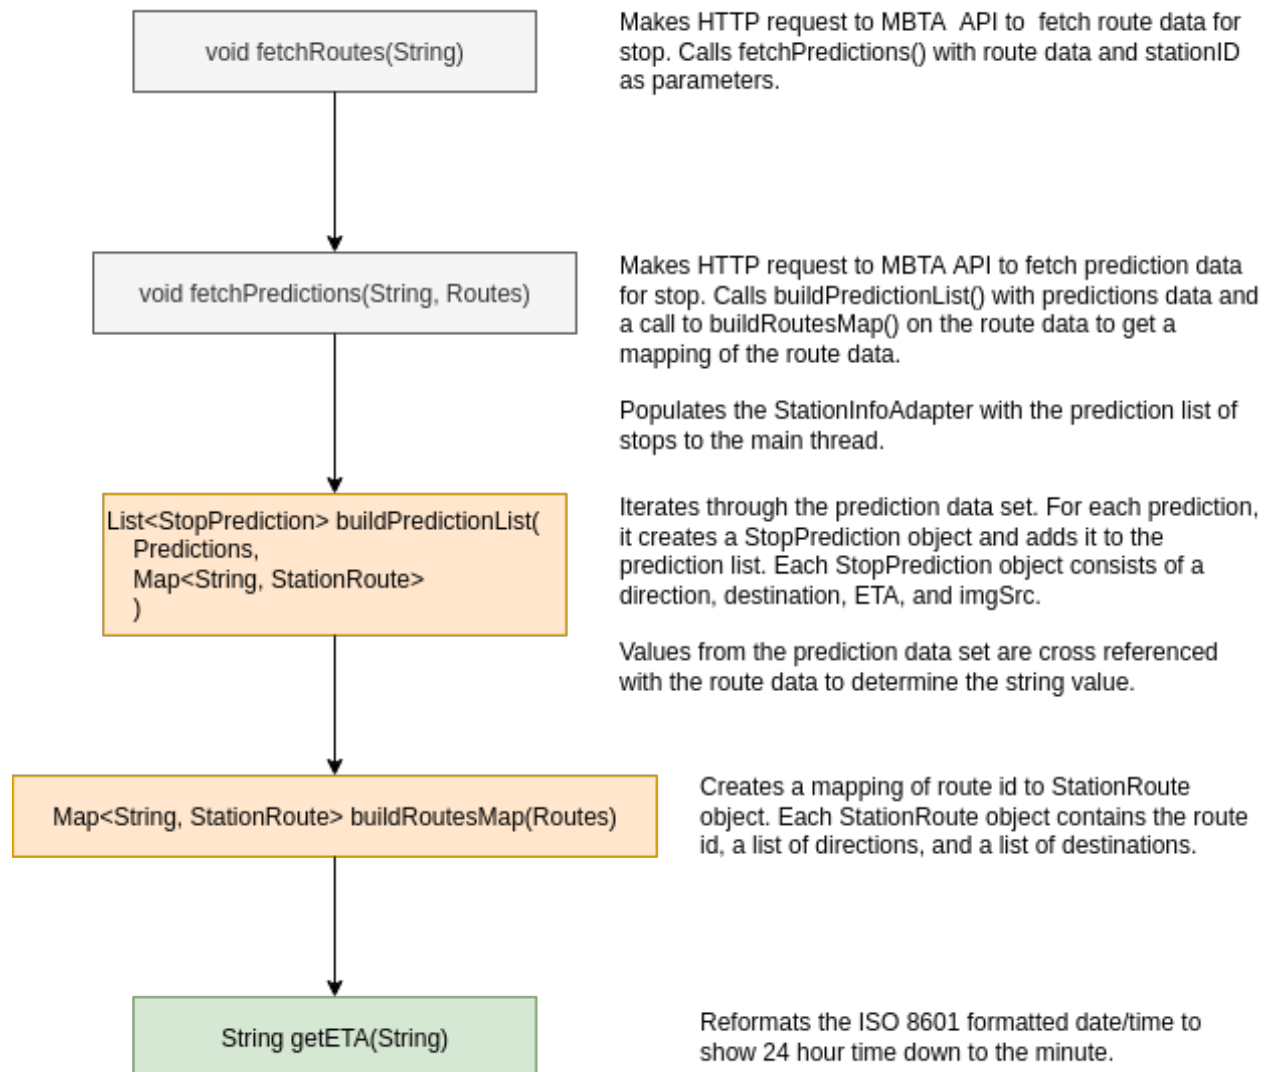 void fetchRoutes(String)
Makes HTTP request to MBTA  API to  fetch route data for
stop. Calls fetchPredictions() with route data and stationID
as parameters.
void fetchPredictions(String, Routes)
Makes HTTP request to MBTA API to fetch prediction data
for stop. Calls buildPredictionList() with predictions data and
a call to buildRoutesMap() on the route data to get a
mapping of the route data.
Populates the StationInfoAdapter with the prediction list of
stops to the main thread.
List<StopPrediction> buildPredictionList(
Predictions,
Map<String, StationRoute>
)
Iterates through the prediction data set. For each prediction,
it creates a StopPrediction object and adds it to the
prediction list. Each StopPrediction object consists of a
direction, destination, ETA, and imgSrc.
Values from the prediction data set are cross referenced
with the route data to determine the string value.
Map<String, StationRoute> buildRoutesMap(Routes)
Creates a mapping of route id to StationRoute
object. Each StationRoute object contains the route
id, a list of directions, and a list of destinations.
String getETA(String)
Reformats the ISO 8601 formatted date/time to
show 24 hour time down to the minute.